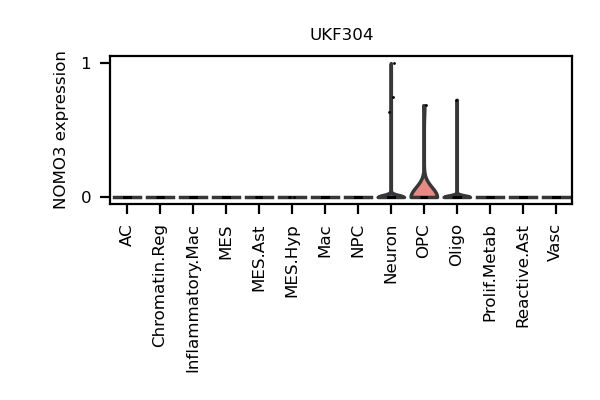 UKF304
NOMO3 expression
1
0
AC
Chromatin.Reg
Inflammatory.Mac
MES
MES.Ast
MES.Hyp
Mac
NPC
Neuron
OPC
Oligo
Prolif.Metab
Reactive.Ast
Vasc